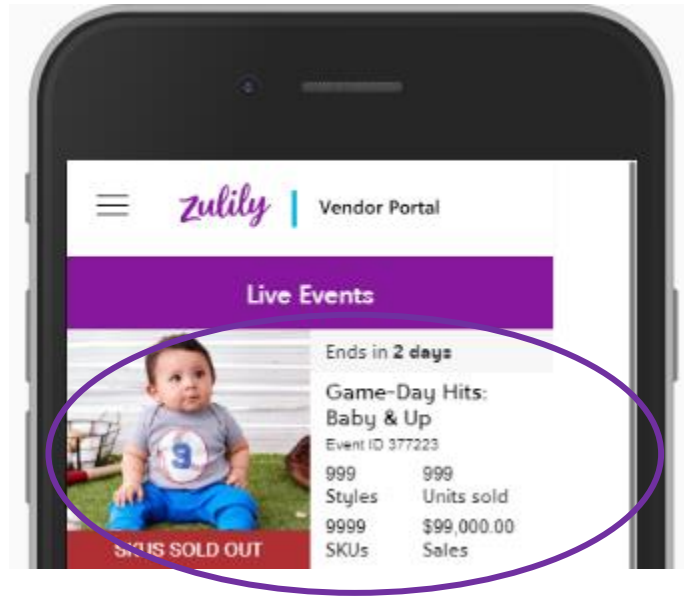 zulily | Vendor Portal
Live Events
Ends in 2 days
Game-Day Hits:
Baby & Up
Event ID 377223
999 999
Styles Units sold
9999 $99,000.00
SKUs Sales
9
SKUS SOLD OUT